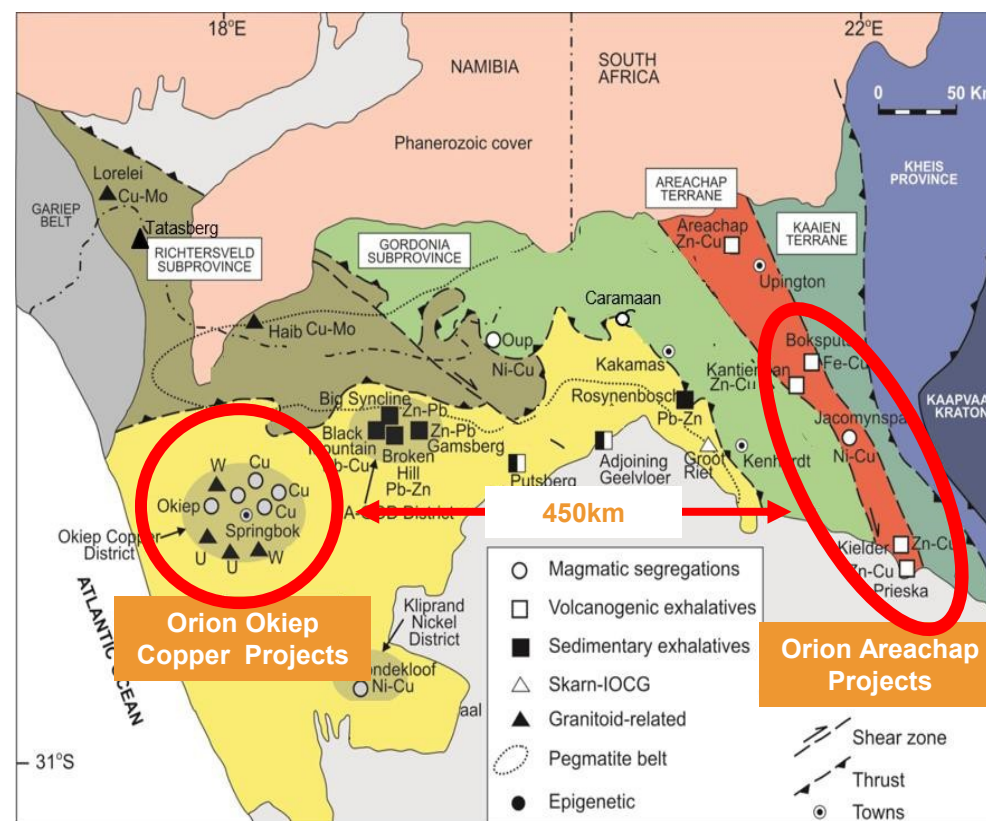 18°E
22°E
NAMIBIA
SOUTH
AFRICA
0 50 Km
Phanerozoic cover
KHEIS
PROVINCE
Lorelei
Cu-Mo
GARIEP
BELT
AREACHAP
TERRANE
Areachap
Zn-Cu
KAAIEN
TERRANE
Tatasberg
RICHTERSVELD
SUBPROVINCE
GORDONIA
SUBPROVINCE
Upington
Caramaan
Haib Cu-Mo
Oup
Ni-Cu
Kakamas
Fe-Cu
Zn-Cu
Rosynenbosch
Pb-Zn
KRATON
Big Syncline
Zn-Pb
Black
Mountain
Zn-Pb
Gamsberg
Broken
Hill
Pb-Zn
Ni-Cu
Putsberg
Adjoining
Geelvloer
Groot
Riet
Kenhardt
W
Cu
Cu
Cu
Okiep
Springbok
U
U
W
Okiep Copper
District
District
450km
Kielder
Zn-Cu
Zn-Cu
Prieska
ATLANTIC
Orion Okiep
Copper Projects
Kliprand
Nickel
District
Ni-Cu
Orion Areachap
Projects
Magmatic segregations
Volcanogenic exhalatives
Sedimentary exhalatives
Skarn-IOCG
Granitoid-related
Pegmatite belt
Epigenetic
Shear zone
Thrust
Towns
31°S